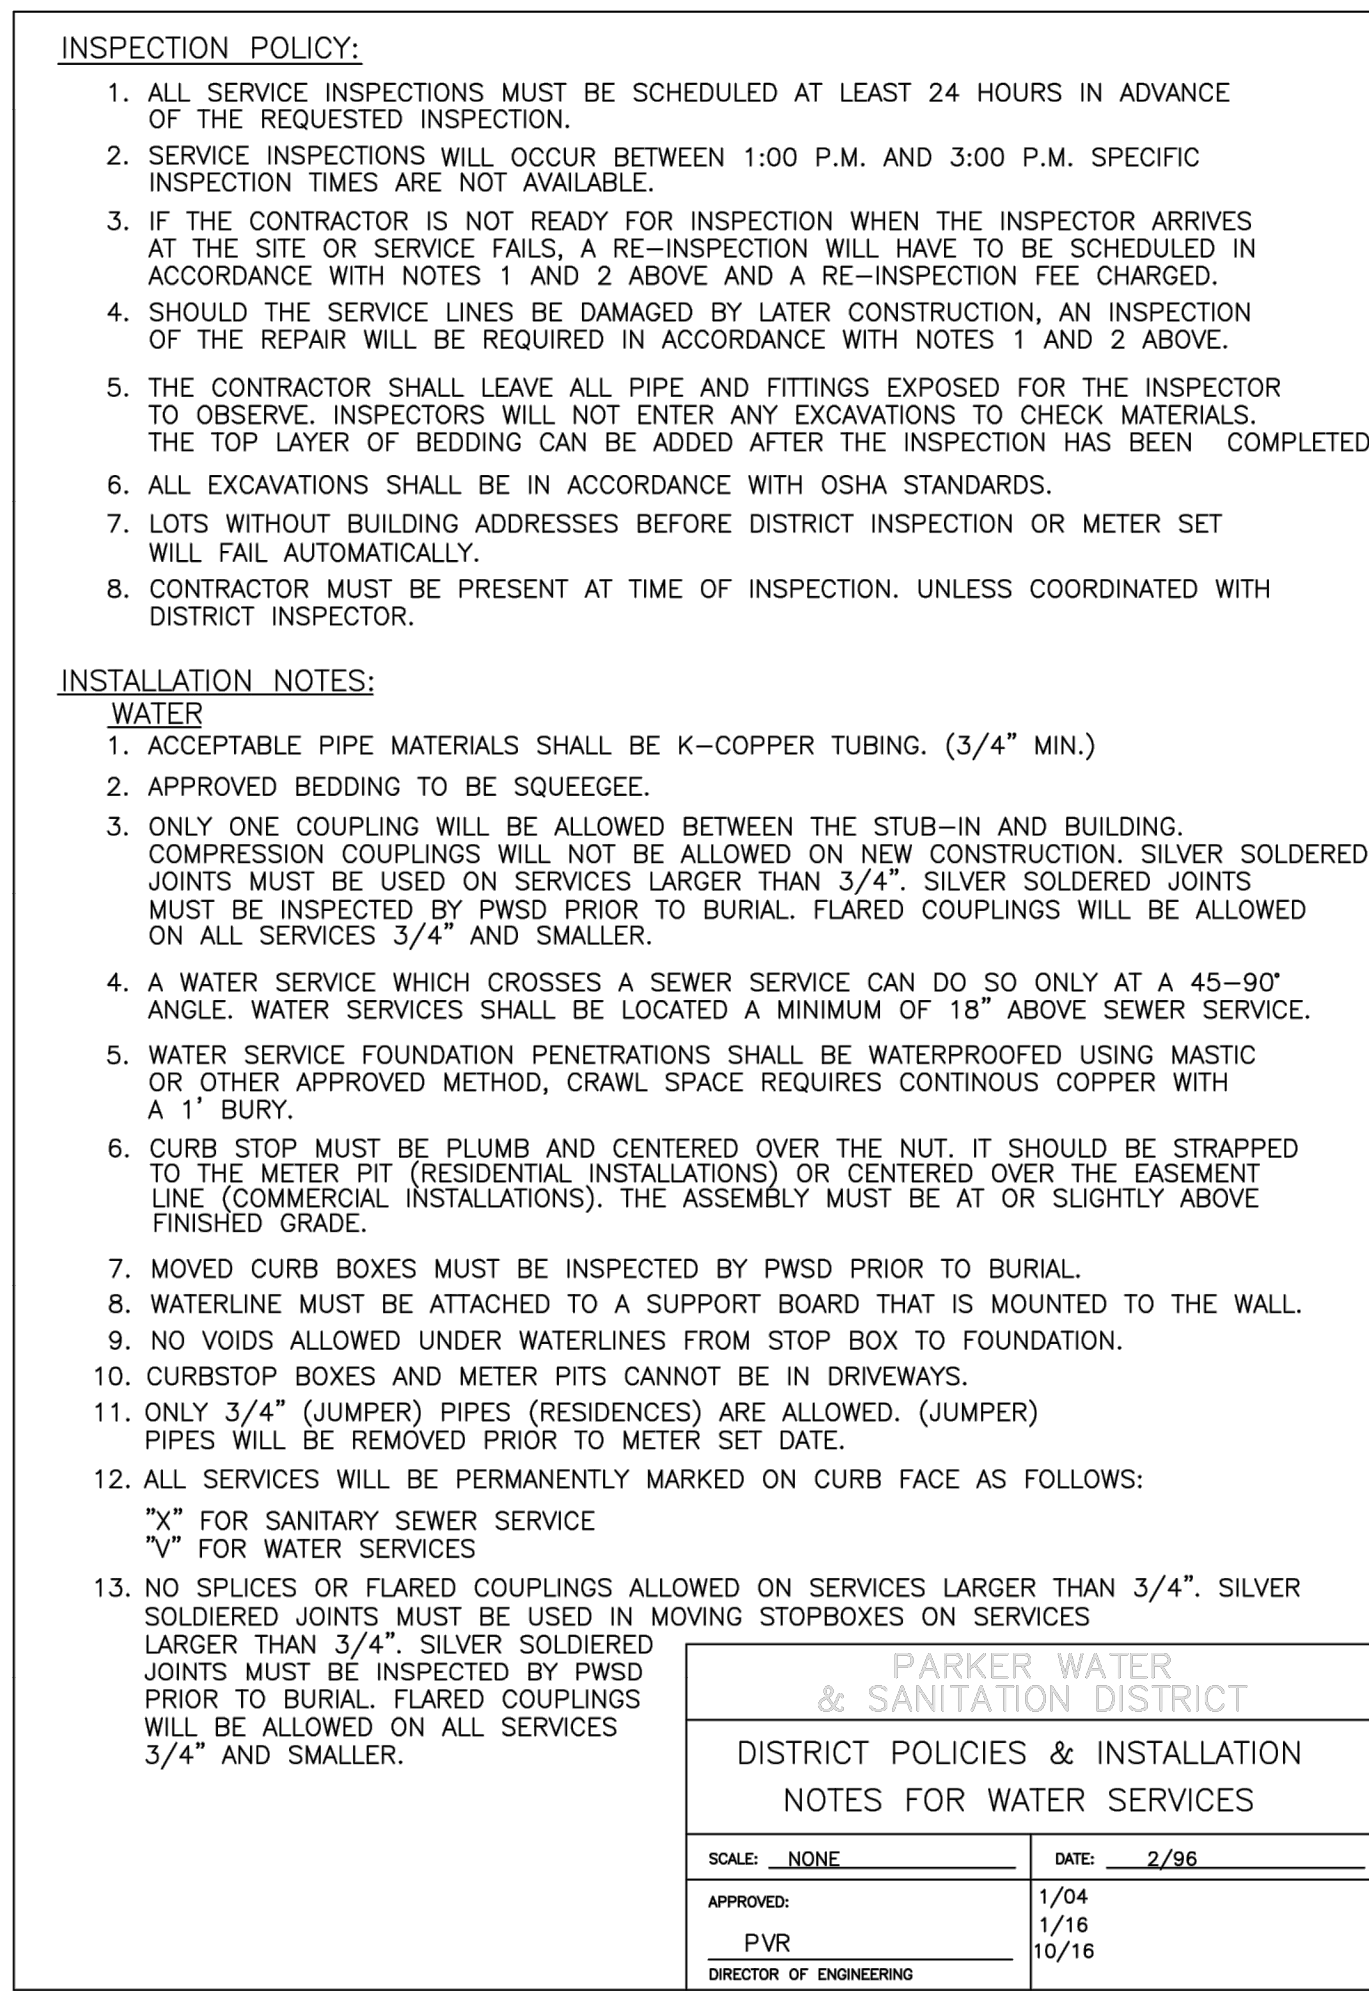 INSPECTION POLICY:
1. ALL SERVICE INSPECTIONS MUST BE SCHEDULED AT LEAST 24 HOURS IN ADVANCE
OF THE REQUESTED INSPECTION.
2. SERVICE INSPECTIONS WILL OCCUR BETWEEN 1:00 P.M. AND 3:00 P.M. SPECIFIC
INSPECTION TIMES ARE NOT AVAILABLE.
3. IF THE CONTRACTOR IS NOT READY FOR INSPECTION WHEN THE INSPECTOR ARRIVES
AT THE SITE OR SERVICE FAILS, A RE-INSPECTION WILL HAVE TO BE SCHEDULED IN
ACCORDANCE WITH NOTES 1 AND 2 ABOVE AND A RE-INSPECTION FEE CHARGED.
4. SHOULD THE SERVICE LINES BE DAMAGED BY LATER CONSTRUCTION, AN INSPECTION
OF THE REPAIR WILL BE REQUIRED IN ACCORDANCE WITH NOTES 1 AND 2 ABOVE.
5. THE CONTRACTOR SHALL LEAVE ALL PIPE AND FITTINGS EXPOSED FOR THE INSPECTOR
TO OBSERVE. INSPECTORS WILL NOT ENTER ANY EXCAVATIONS TO CHECK MATERIALS.
THE TOP LAYER OF BEDDING CAN BE ADDED AFTER THE INSPECTION HAS BEEN COMPLETED
6. ALL EXCAVATIONS SHALL BE IN ACCORDANCE WITH OSHA STANDARDS.
7. LOTS WITHOUT BUILDING ADDRESSES BEFORE DISTRICT INSPECTION OR METER SET
WILL FAIL AUTOMATICALLY.
8. CONTRACTOR MUST BE PRESENT AT TIME OF INSPECTION. UNLESS COORDINATED WITH
DISTRICT INSPECTOR.
INSTALLATION NOTES:
WATER
1. ACCEPTABLE PIPE MATERIALS SHALL BE K-COPPER TUBING. (3/4" MIN.)
2. APPROVED BEDDING TO BE SQUEEGEE.
3. ONLY ONE COUPLING WILL BE ALLOWED BETWEEN THE STUB-IN AND BUILDING.
COMPRESSION COUPLINGS WILL NOT BE ALLOWED ON NEW CONSTRUCTION. SILVER SOLDERED
JOINTS MUST BE USED ON SERVICES LARGER THAN 3/4". SILVER SOLDERED JOINTS
MUST BE INSPECTED BY PWSD PRIOR TO BURIAL. FLARED COUPLINGS WILL BE ALLOWED
ON ALL SERVICES 3/4" AND SMALLER.
4. A WATER SERVICE WHICH CROSSES A SEWER SERVICE CAN DO SO ONLY AT A 45-90°
ANGLE. WATER SERVICES SHALL BE LOCATED A MINIMUM OF 18" ABOVE SEWER SERVICE.
5. WATER SERVICE FOUNDATION PENETRATIONS SHALL BE WATERPROOFED USING MASTIC
OR OTHER APPROVED METHOD, CRAWL SPACE REQUIRES CONTINOUS COPPER WITH
A 1' BURY.
6. CURB STOP MUST BE PLUMB AND CENTERED OVER THE NUT. IT SHOULD BE STRAPPED
TO THE METER PIT (RESIDENTIAL INSTALLATIONS) OR CENTERED OVER THE EASEMENT
LINE (COMMERCIAL INSTALLATIONS). THE ASSEMBLY MUST BE AT OR SLIGHTLY ABOVE
FINISHED GRADE.
7. MOVED CURB BOXES MUST BE INSPECTED BY PWSD PRIOR TO BURIAL.
8. WATERLINE MUST BE ATTACHED TO A SUPPORT BOARD THAT IS MOUNTED TO THE WALL.
9. NO VOIDS ALLOWED UNDER WATERLINES FROM STOP BOX TO FOUNDATION.
10. CURBSTOP BOXES AND METER PITS CANNOT BE IN DRIVEWAYS.
11. ONLY 3/4" (JUMPER) PIPES (RESIDENCES) ARE ALLOWED. (JUMPER)
PIPES WILL BE REMOVED PRIOR TO METER SET DATE.
12. ALL SERVICES WILL BE PERMANENTLY MARKED ON CURB FACE AS FOLLOWS:
"X" FOR SANITARY SEWER SERVICE
"V" FOR WATER SERVICES
13. NO SPLICES OR FLARED COUPLINGS ALLOWED ON SERVICES LARGER THAN 3/4". SILVER
SOLDIERED JOINTS MUST BE USED IN MOVING STOPBOXES ON SERVICES
LARGER THAN 3/4". SILVER SOLDIERED
JOINTS MUST BE INSPECTED BY PWSD
PRIOR TO BURIAL. FLARED COUPLINGS
WILL BE ALLOWED ON ALL SERVICES
3/4" AND SMALLER.
PARKER WATER
& SANITATION DISTRICT
DISTRICT POLICIES & INSTALLATION
NOTES FOR WATER SERVICES
SCALE: NONE
DATE: 2/96
APPROVED:
PVR
DIRECTOR OF ENGINEERING
1/04
1/16
10/16